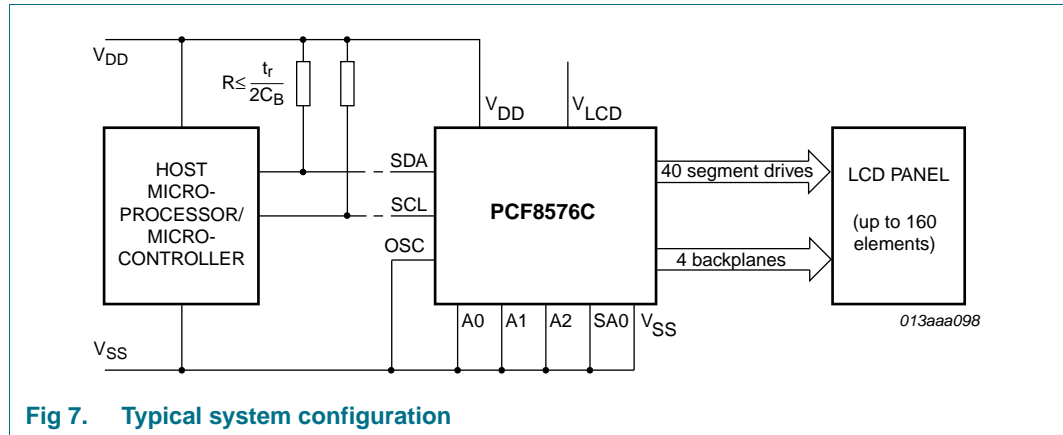 VDD
R≤ tr
2CB
VDD
VLCD
HOST
MICRO-
PROCESSOR/
MICRO-
CONTROLLER
SDA
SCL
OSC
PCF8576C
40 segment drives
4 backplanes
LCD PANEL
(up to 160
elements)
A0 A1 A2 SA0 VSS
013aaa098
VSS
Fig 7. Typical system configuration